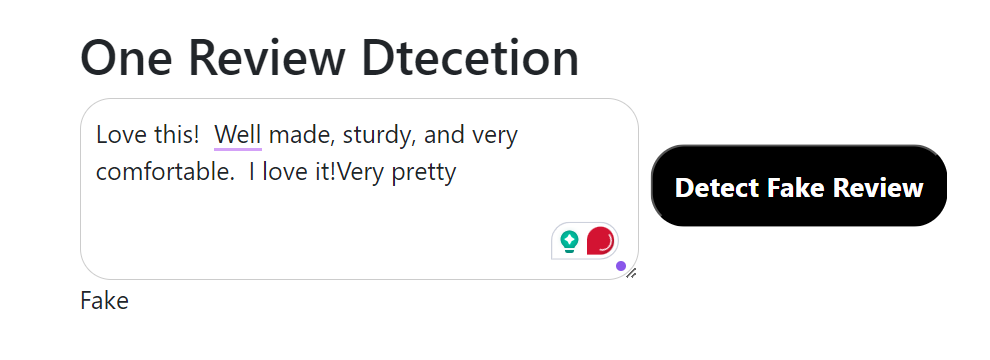 One Review Dtecetion
Love this!  Well made, sturdy, and very
comfortable.  I love it!Very pretty
Detect Fake Review
Fake